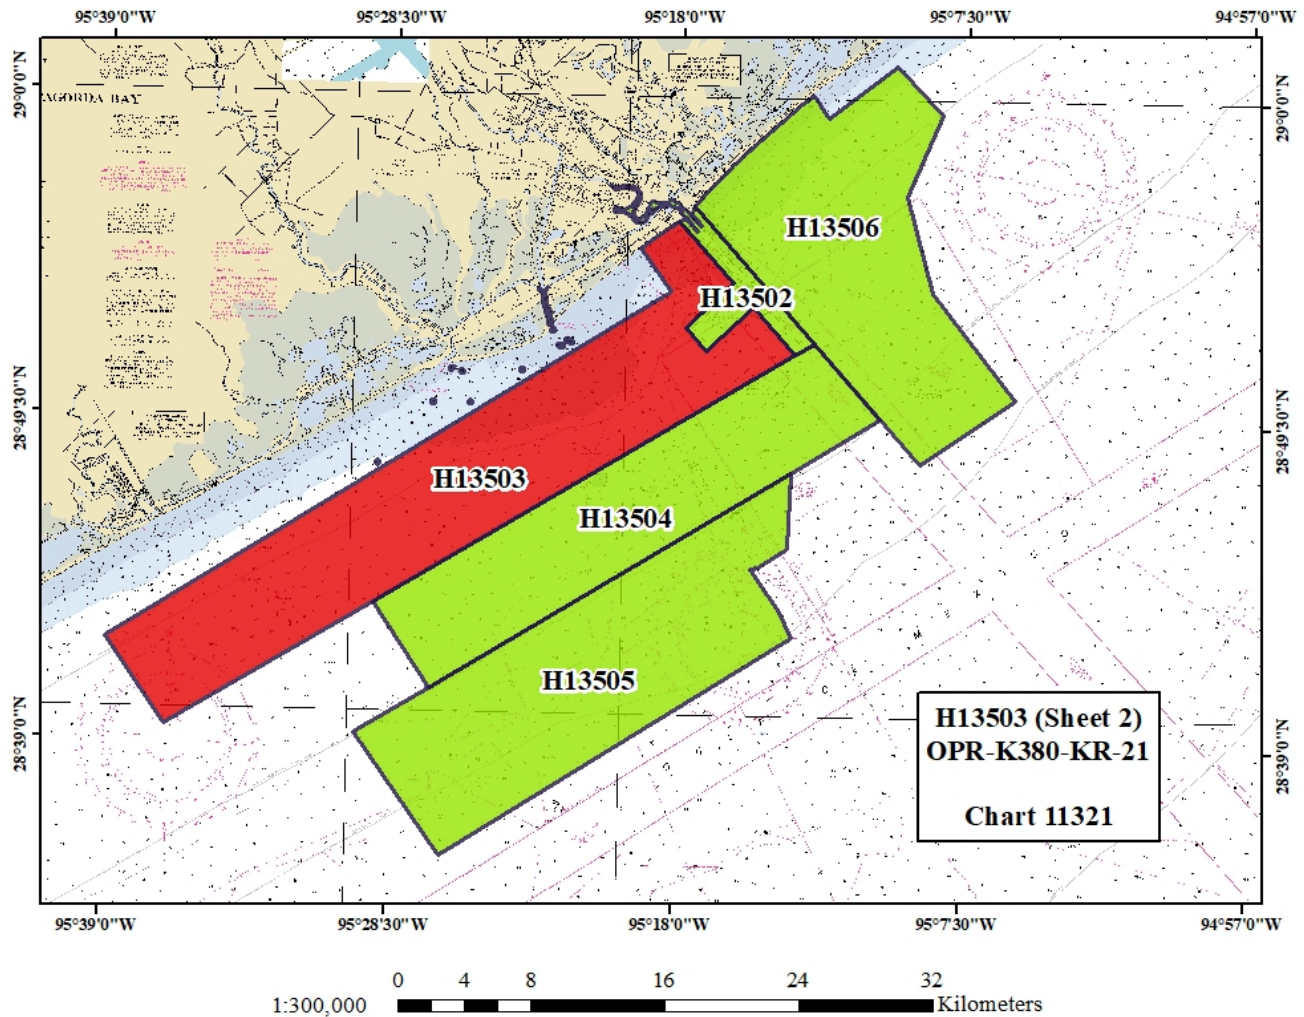 95°39'0"W 95°28'30"W 95°18'0"W 95°7'30"W 94°57'0"W
29°0'0"N
29°0'0"N
AGORDA BAY
H13506
H13502
28°49'30"N
28°49'30"N
H13503
H13504
H13505
28°39'0"N
28°39'0"N
H13503 (Sheet 2)
OPR-K380-KR-21
Chart 11321
95°39'0"W 95°28'30"W 95°18'0"W 95°7'30"W 94°57'0"W
0 4 8 16 24 32
1:300,000 Kilometers